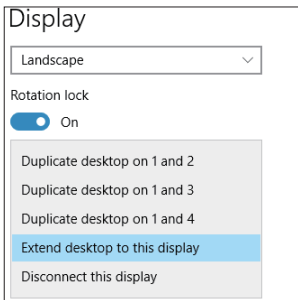 Display
Landscape
Rotation lock
On
Duplicate desktop on 1 and 2
Duplicate desktop on 1 and 3
Duplicate desktop on 1 and 4
Extend desktop to this display
Disconnect this display